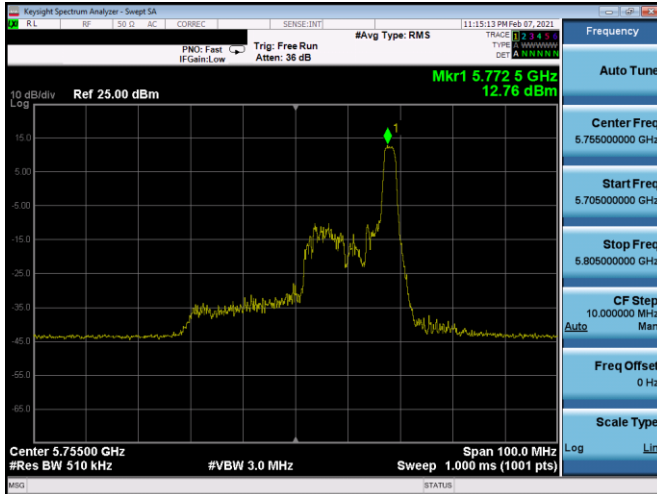 Keysight Spectrum Analyzer - Swept SA
RL RF 50 Ω AC CORREC SENSE:INT 11:15:13 PM Feb 07, 2021
#Avg Type: RMS TRACE 1 2 3 4 5 6
PNO: Fast Trig: Free Run TYPE A WWWWW
IFGain:Low Atten: 36 dB DET A N N N N N
Mkr1 5.772 5 GHz
12.76 dBm
10 dB/div Ref 25.00 dBm
Log
1
15.0
5.00
-5.00
-15.0
-25.0
-35.0
-45.0
-55.0
-65.0
Center 5.75500 GHz Span 100.0 MHz
#Res BW 510 kHz #VBW 3.0 MHz Sweep 1.000 ms (1001 pts)
MSG STATUS
Frequency
Auto Tune
Center Freq
5.755000000 GHz
Start Freq
5.705000000 GHz
Stop Freq
5.805000000 GHz
CF Step
10.000000 MHz
Auto Man
Freq Offset
0 Hz
Scale Type
Log Lin